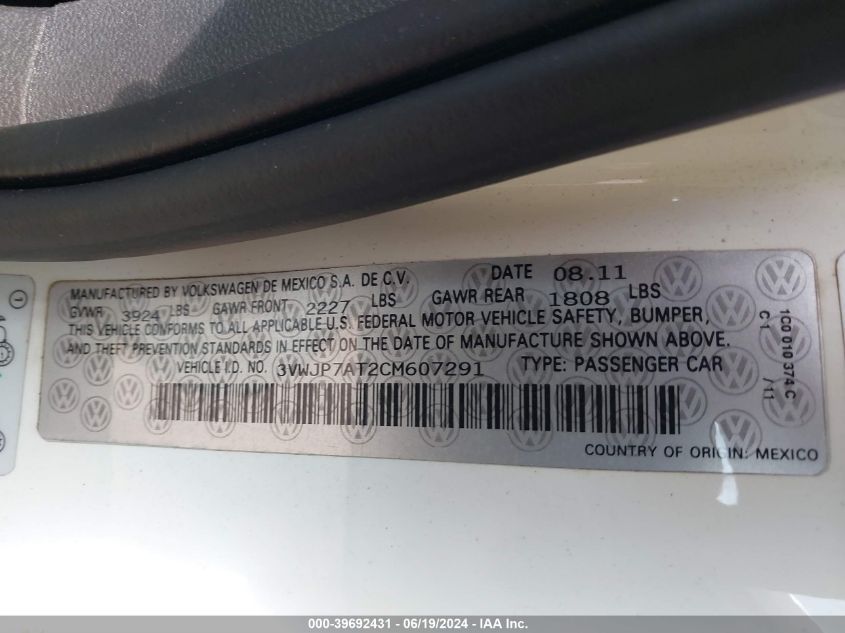 MANUFACTURED BY VOLKSWAGEN DE MEXICO S.A. DE C.V. DATE 08.11
GVWR 3924 LBS GAWR FRONT 2227 LBS GAWR REAR 1808 LBS
THIS VEHICLE CONFORMS TO ALL APPLICABLE U.S. FEDERAL MOTOR VEHICLE SAFETY, BUMPER,
AND THEFT PREVENTION STANDARDS IN EFFECT ON THE DATE OF MANUFACTURE SHOWN ABOVE.
VEHICLE I.D. NO. 3VWJP7AT2CM607291 TYPE: PASSENGER CAR
COUNTRY OF ORIGIN: MEXICO
1C0 010 374 C
C1 /11
000-39692431 - 06/19/2024 - IAAI Inc.